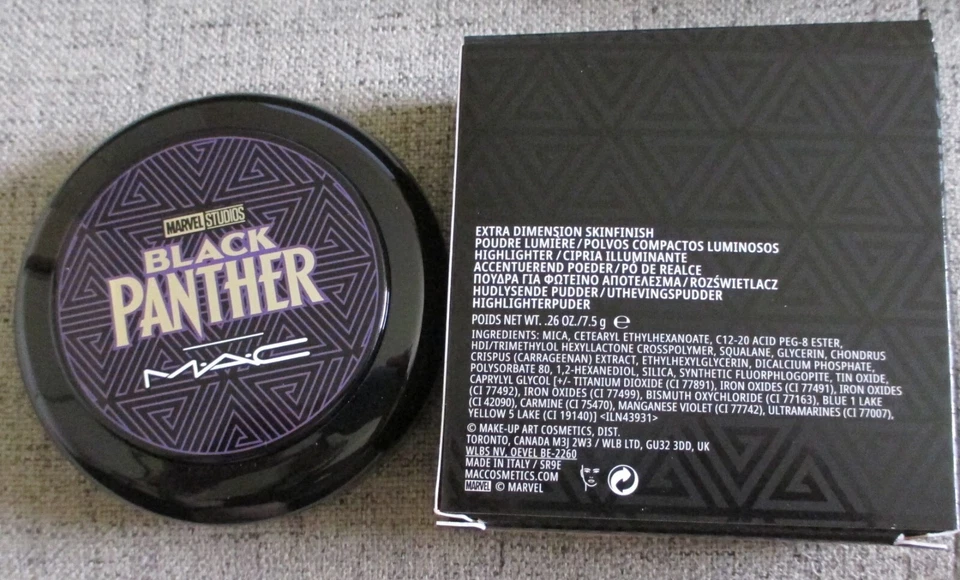 MARVEL STUDIOS
BLACK
PANTHER
M·A·C
EXTRA DIMENSION SKINFINISH
POUDRE LUMIÈRE/POLVOS COMPACTOS LUMINOSOS
HIGHLIGHTER/CIPRIA ILLUMINANTE
ACCENTUEREND POEDER/PÓ DE REALCE
ΠΟΥΔΡΑ ΓΙΑ ΦΩΤΕΙΝΟ ΑΠΟΤΕΛΕΣΜΑ/ROZŚWIETLACZ
HUDLYSENDE PUDDER/UTHEVINGSPUDDER
HIGHLIGHTERPUDER
POIDS NET WT. .26 OZ./7.5 g ℮
INGREDIENTS: MICA, CETEARYL ETHYLHEXANOATE, C12-20 ACID PEG-8 ESTER,
HDI/TRIMETHYLOL HEXYLLACTONE CROSSPOLYMER, SQUALANE, GLYCERIN, CHONDRUS
CRISPUS (CARRAGEENAN) EXTRACT, ETHYLHEXYLGLYCERIN, DICALCIUM PHOSPHATE,
POLYSORBATE 80, 1,2-HEXANEDIOL, SILICA, SYNTHETIC FLUORPHLOGOPITE, TIN OXIDE,
CAPRYLYL GLYCOL [+/- TITANIUM DIOXIDE (CI 77891), IRON OXIDES (CI 77491), IRON OXIDES
(CI 77492), IRON OXIDES (CI 77499), BISMUTH OXYCHLORIDE (CI 77163), BLUE 1 LAKE
(CI 42090), CARMINE (CI 75470), MANGANESE VIOLET (CI 77742), ULTRAMARINES (CI 77007),
YELLOW 5 LAKE (CI 19140)] <ILN43931>
© MAKE-UP ART COSMETICS, DIST.
TORONTO, CANADA M3J 2W3 / WLB LTD, GU32 3DD, UK
WLBS NV, OEVEL BE-2260
MADE IN ITALY / SR9E
MACCOSMETICS.COM
MARVEL © MARVEL